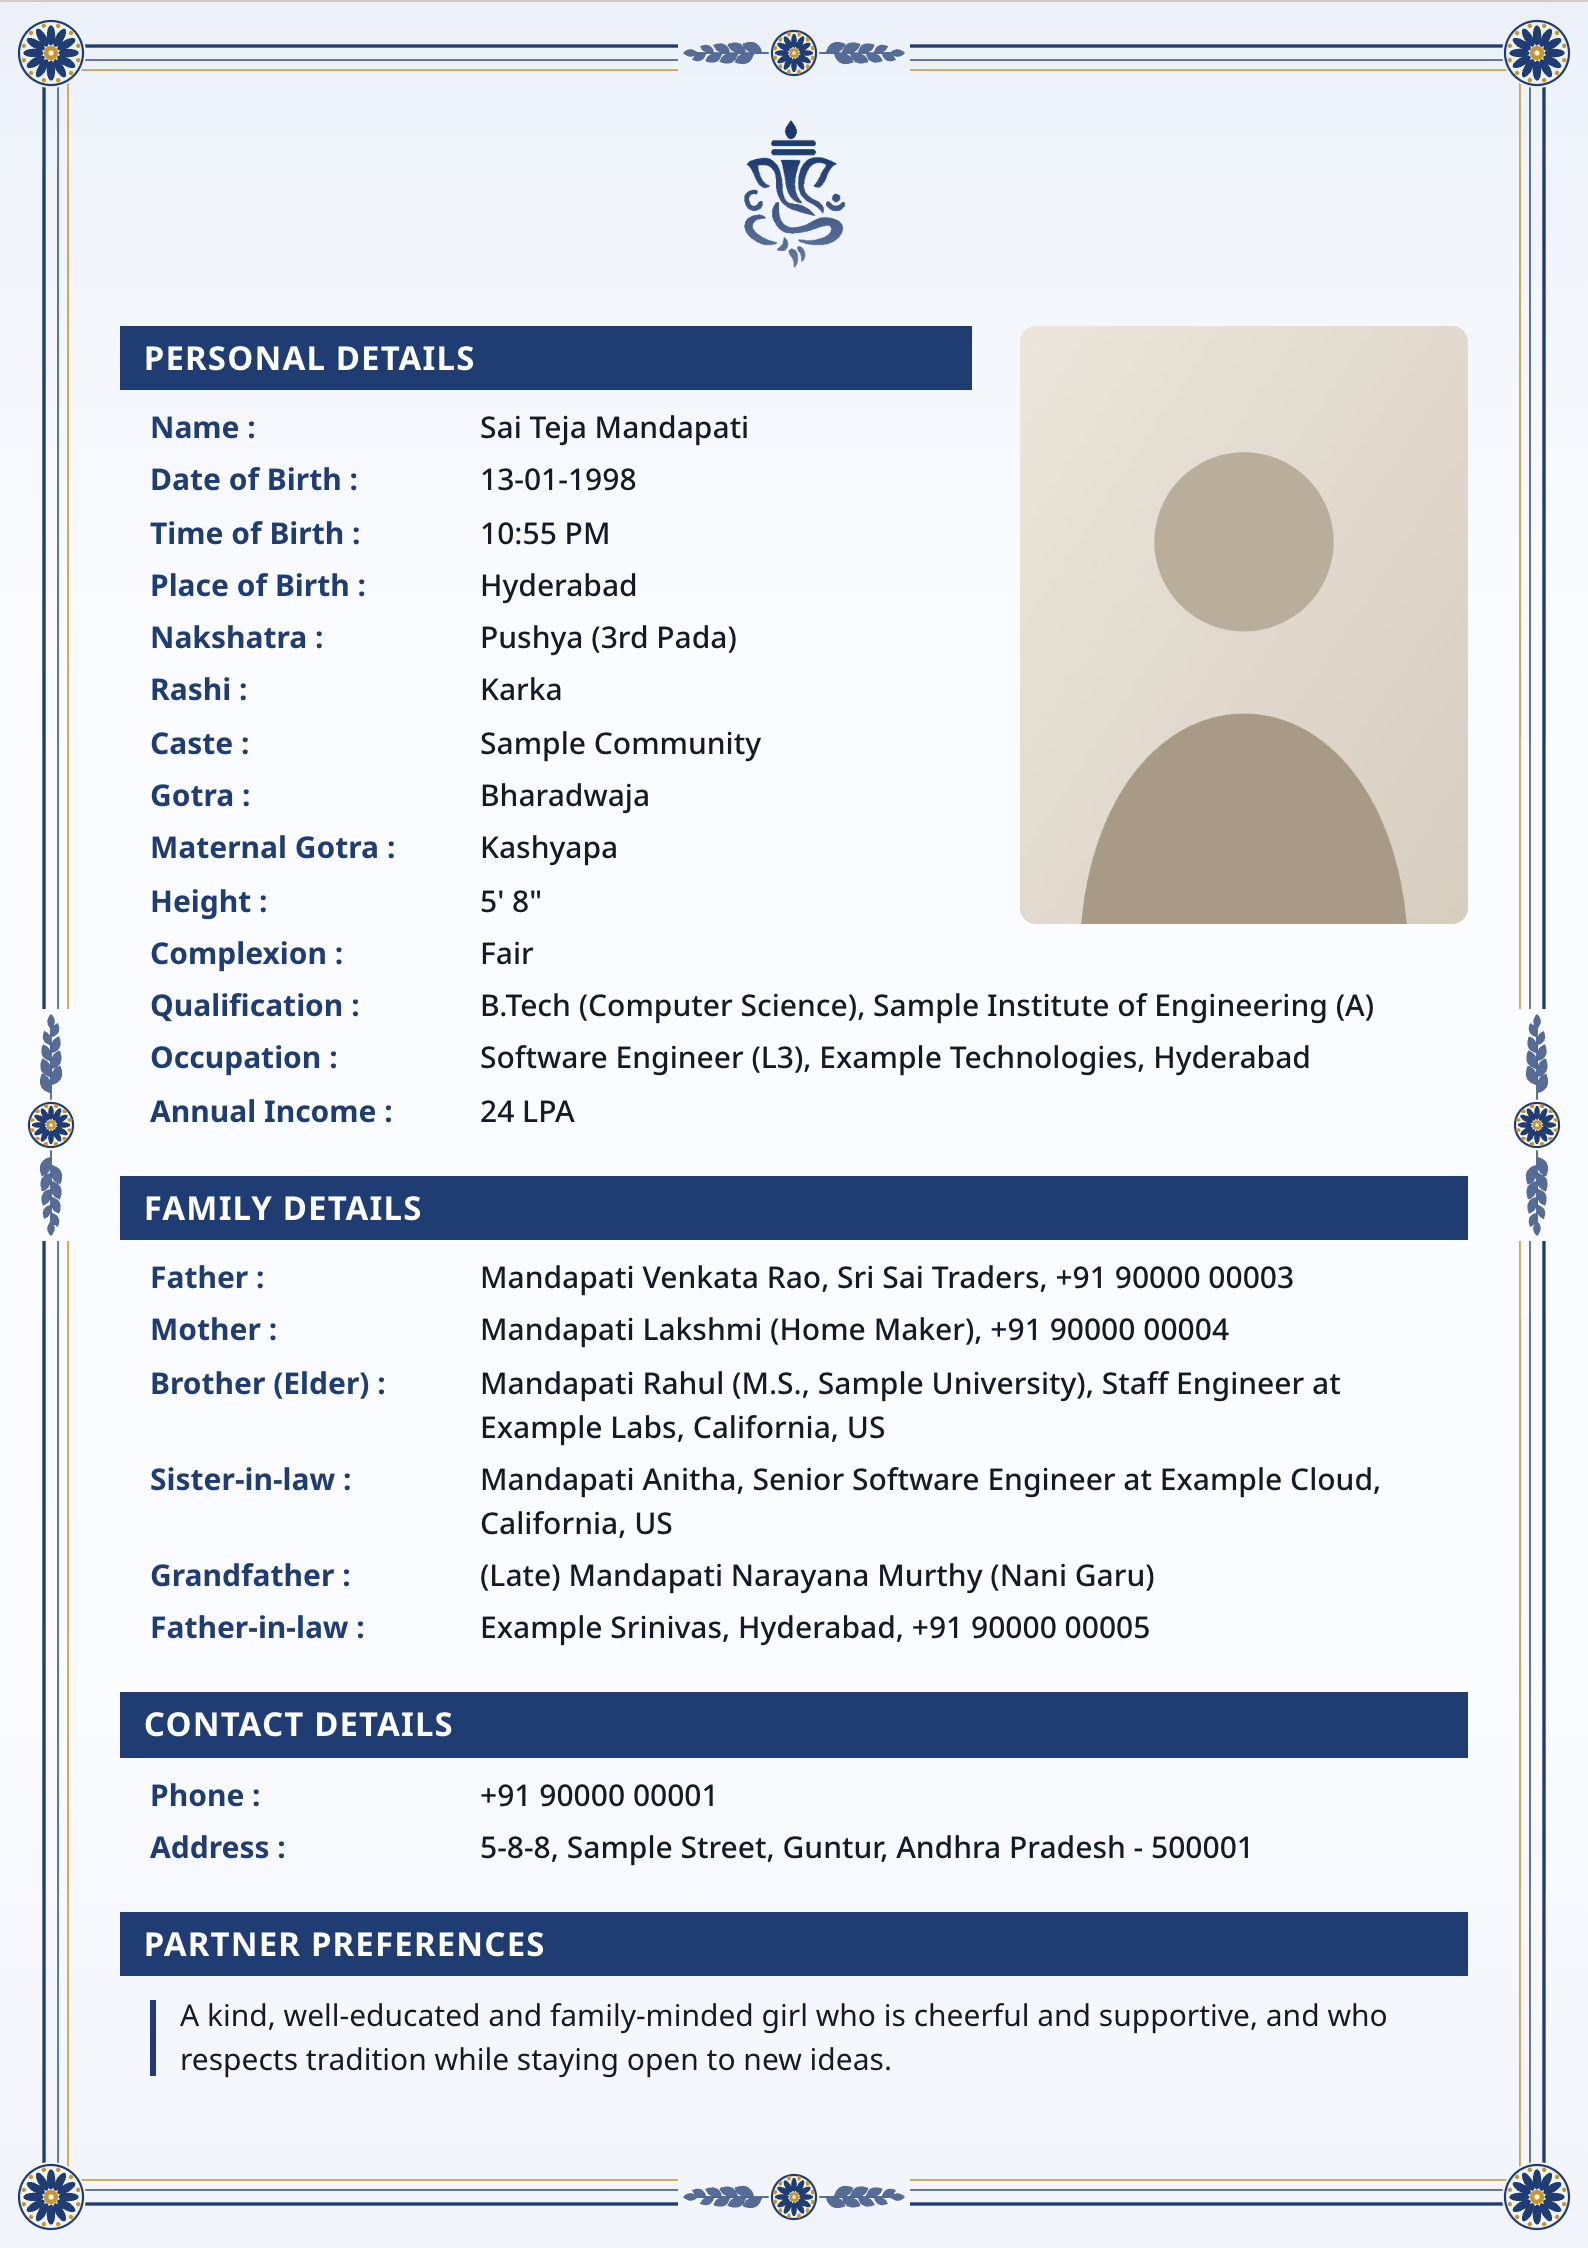 PERSONAL DETAILS
Name : Sai Teja Mandapati
Date of Birth : 13-01-1998
Time of Birth : 10:55 PM
Place of Birth : Hyderabad
Nakshatra : Pushya (3rd Pada)
Rashi : Karka
Caste : Sample Community
Gotra : Bharadwaja
Maternal Gotra : Kashyapa
Height : 5' 8"
Complexion : Fair
Qualification : B.Tech (Computer Science), Sample Institute of Engineering (A)
Occupation : Software Engineer (L3), Example Technologies, Hyderabad
Annual Income : 24 LPA
FAMILY DETAILS
Father : Mandapati Venkata Rao, Sri Sai Traders, +91 90000 00003
Mother : Mandapati Lakshmi (Home Maker), +91 90000 00004
Brother (Elder) : Mandapati Rahul (M.S., Sample University), Staff Engineer at
Example Labs, California, US
Sister-in-law : Mandapati Anitha, Senior Software Engineer at Example Cloud,
California, US
Grandfather : (Late) Mandapati Narayana Murthy (Nani Garu)
Father-in-law : Example Srinivas, Hyderabad, +91 90000 00005
CONTACT DETAILS
Phone : +91 90000 00001
Address : 5-8-8, Sample Street, Guntur, Andhra Pradesh - 500001
PARTNER PREFERENCES
A kind, well-educated and family-minded girl who is cheerful and supportive, and who
respects tradition while staying open to new ideas.